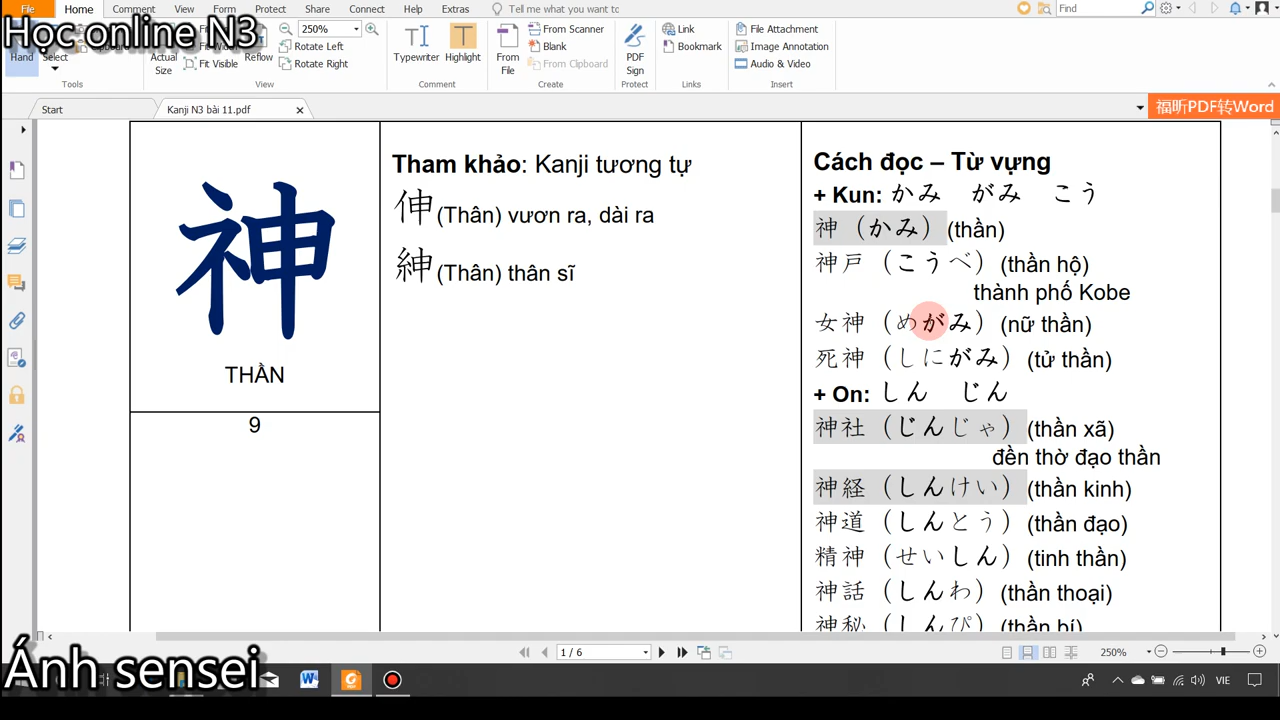 File Home Comment View Form Protect Share Connect Help Extras Tell me what you want tc Find
Học online N3
Hand Select Actual Size Fit Visible Reflow 250% Rotate Left Rotate Right Typewriter Highlight From File From Scanner Blank From Clipboard PDF Sign Link Bookmark File Attachment Image Annotation Audio & Video
Tools View Comment Create Protect Links Insert
Start Kanji N3 bài 11.pdf 福昕PDF转Word
神
THẦN
9
Tham khảo: Kanji tương tự
伸(Thân) vươn ra, dài ra
紳(Thân) thân sĩ
Cách đọc – Từ vựng
+ Kun: かみ がみ こう
神（かみ）(thần)
神戸（こうべ）(thần hộ)
thành phố Kobe
女神（めがみ）(nữ thần)
死神（しにがみ）(tử thần)
+ On: しん じん
神社（じんじゃ）(thần xã)
đền thờ đạo thần
神経（しんけい）(thần kinh)
神道（しんとう）(thần đạo)
精神（せいしん）(tinh thần)
神話（しんわ）(thần thoại)
神秘（しんぴ）(thần bí)
1 / 6 250%
Ánh sensei
VIE